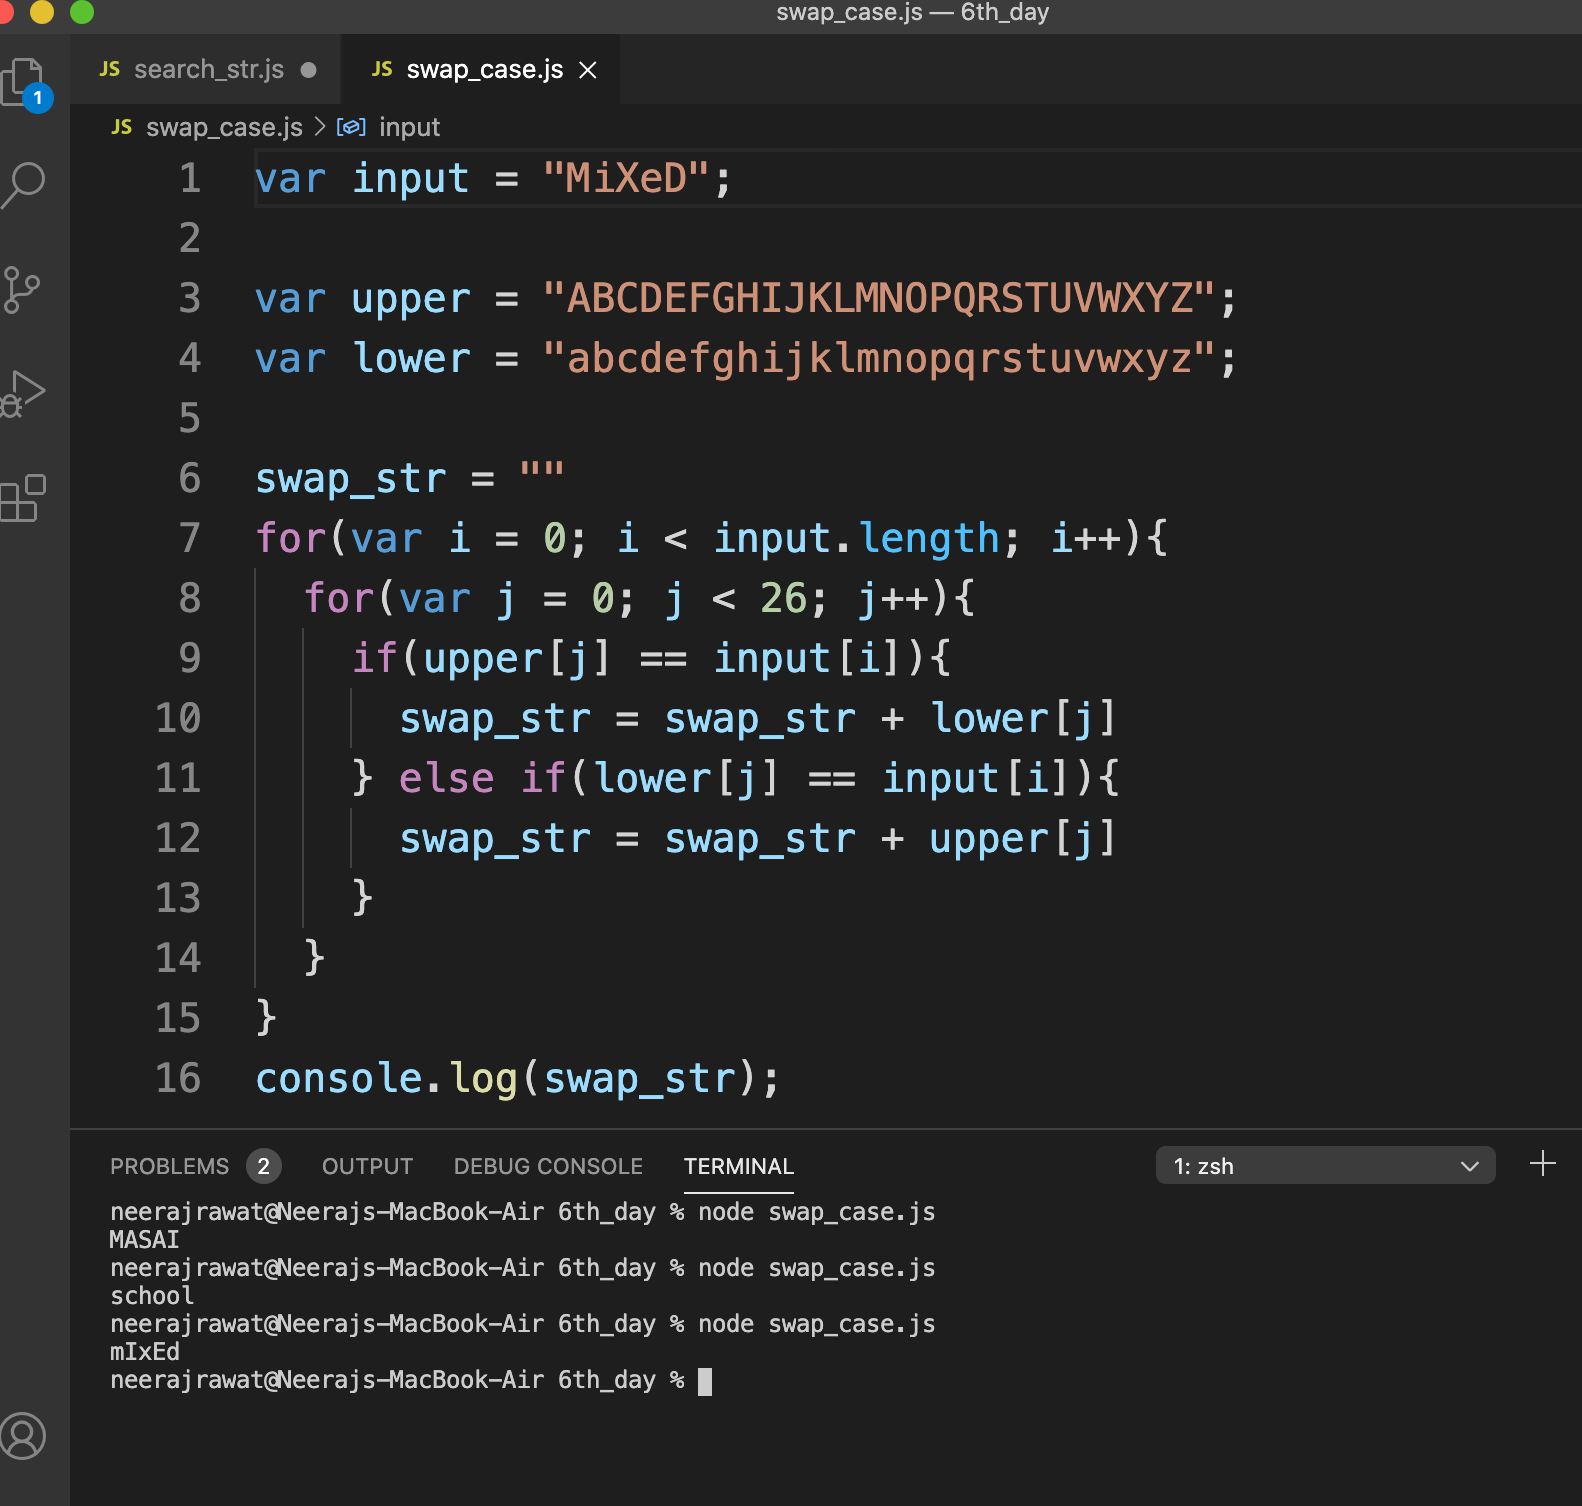 swap_case.js — 6th_day
JS search_str.js
JS swap_case.js
1
JS swap_case.js > input
1 var input = "MiXeD";
2
3 var upper = "ABCDEFGHIJKLMNOPQRSTUVWXYZ";
4 var lower = "abcdefghijklmnopqrstuvwxyz";
5
6 swap_str = ""
7 for(var i = 0; i < input.length; i++){
8   for(var j = 0; j < 26; j++){
9     if(upper[j] == input[i]){
10       swap_str = swap_str + lower[j]
11     } else if(lower[j] == input[i]){
12       swap_str = swap_str + upper[j]
13     }
14   }
15 }
16 console.log(swap_str);
PROBLEMS 2 OUTPUT DEBUG CONSOLE TERMINAL 1: zsh
neerajrawat@Neerajs-MacBook-Air 6th_day % node swap_case.js
MASAI
neerajrawat@Neerajs-MacBook-Air 6th_day % node swap_case.js
school
neerajrawat@Neerajs-MacBook-Air 6th_day % node swap_case.js
mIxEd
neerajrawat@Neerajs-MacBook-Air 6th_day %